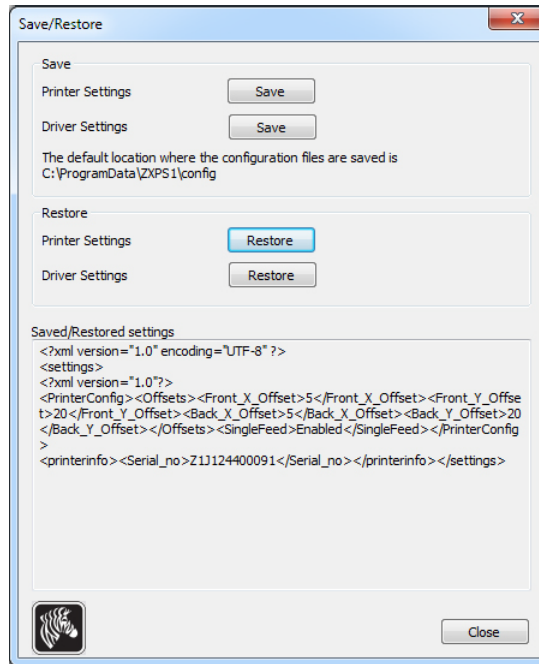 Save/Restore
Save
Printer Settings
Save
Driver Settings
Save
The default location where the configuration files are saved is
C:\ProgramData\ZXPS1\config
Restore
Printer Settings
Restore
Driver Settings
Restore
Saved/Restored settings
<?xml version="1.0" encoding="UTF-8" ?>
<settings>
<?xml version="1.0"?>
<PrinterConfig><Offsets><Front_X_Offset>5</Front_X_Offset><Front_Y_Offse
t>20</Front_Y_Offset><Back_X_Offset>5</Back_X_Offset><Back_Y_Offset>20
</Back_Y_Offset></Offsets><SingleFeed>Enabled</SingleFeed></PrinterConfig
>
<printerinfo><Serial_no>Z1J124400091</Serial_no></printerinfo></settings>
Close